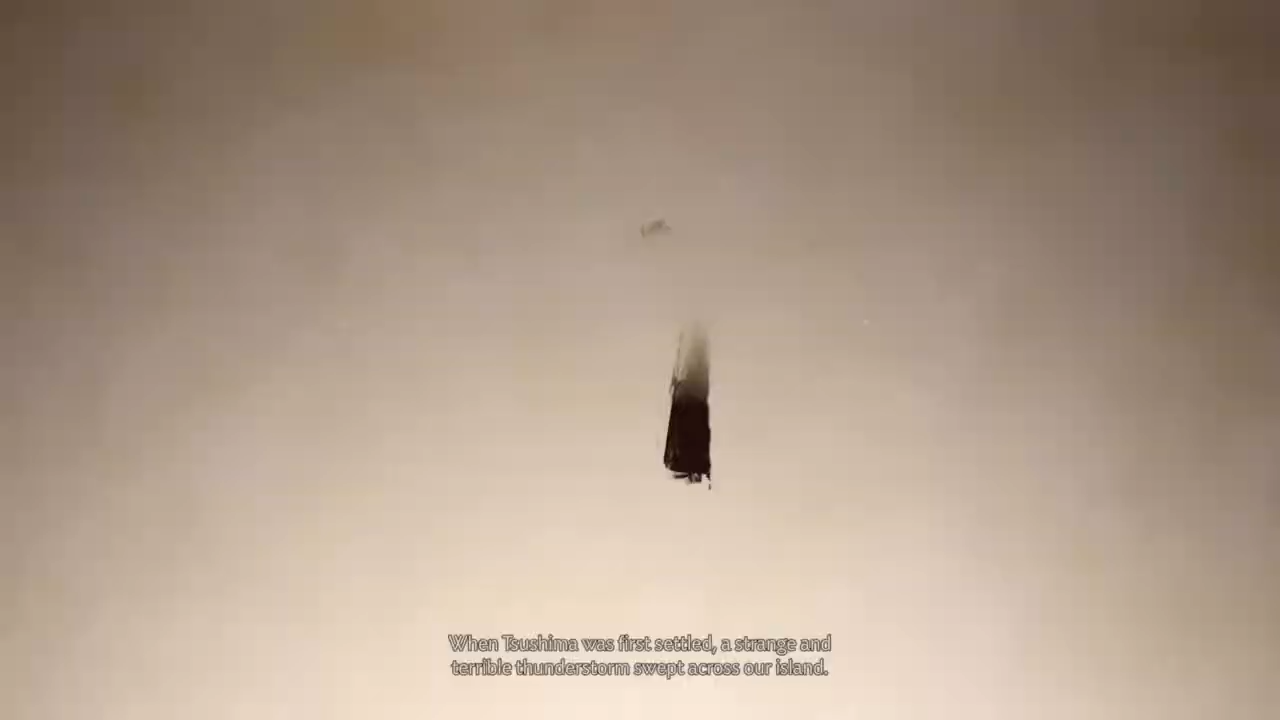 When Tsushima was first settled, a strange and
terrible thunderstorm swept across our island.